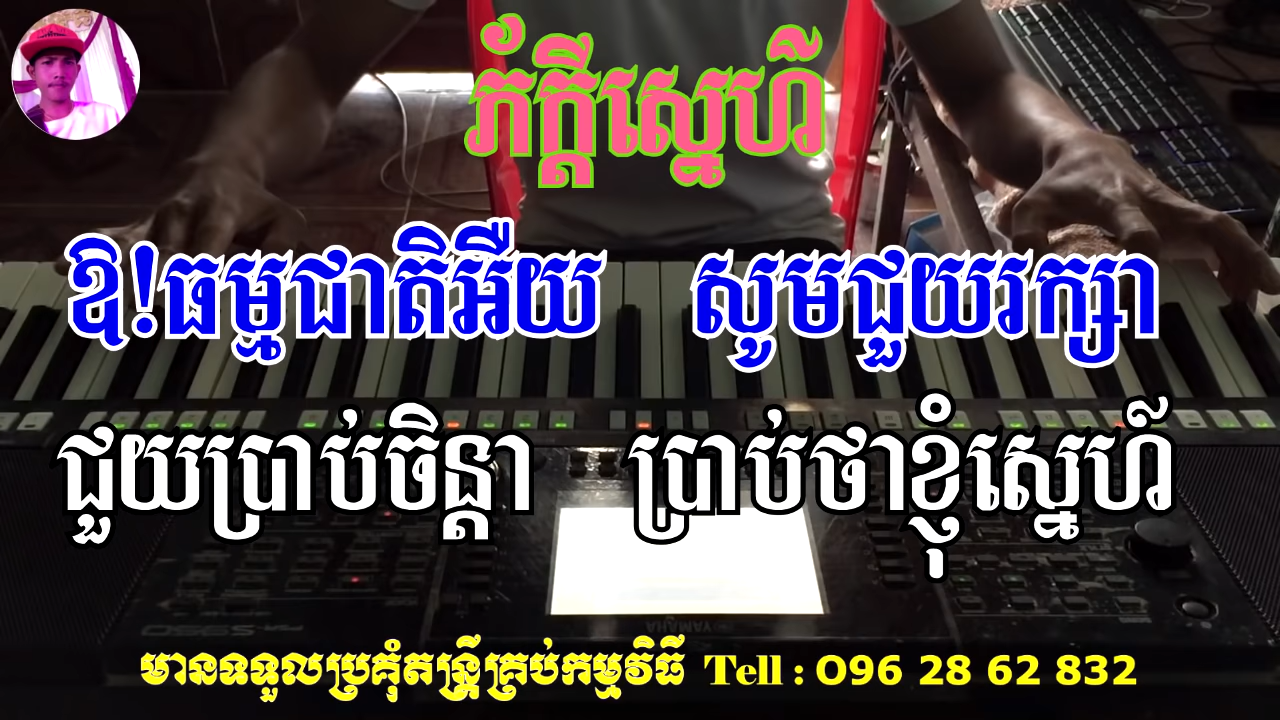 ភ័ក្ដីស្នេហ៍
ឱ!ធម្មជាតិអឺយ សូមជួយរក្សា
ជួយប្រាប់ចិន្ដា ប្រាប់ថាខ្ញុំស្នេហ៍
មានទទួលប្រគុំតន្ត្រីគ្រប់កម្មវិធី Tell : 096 28 62 832
YAMAHA